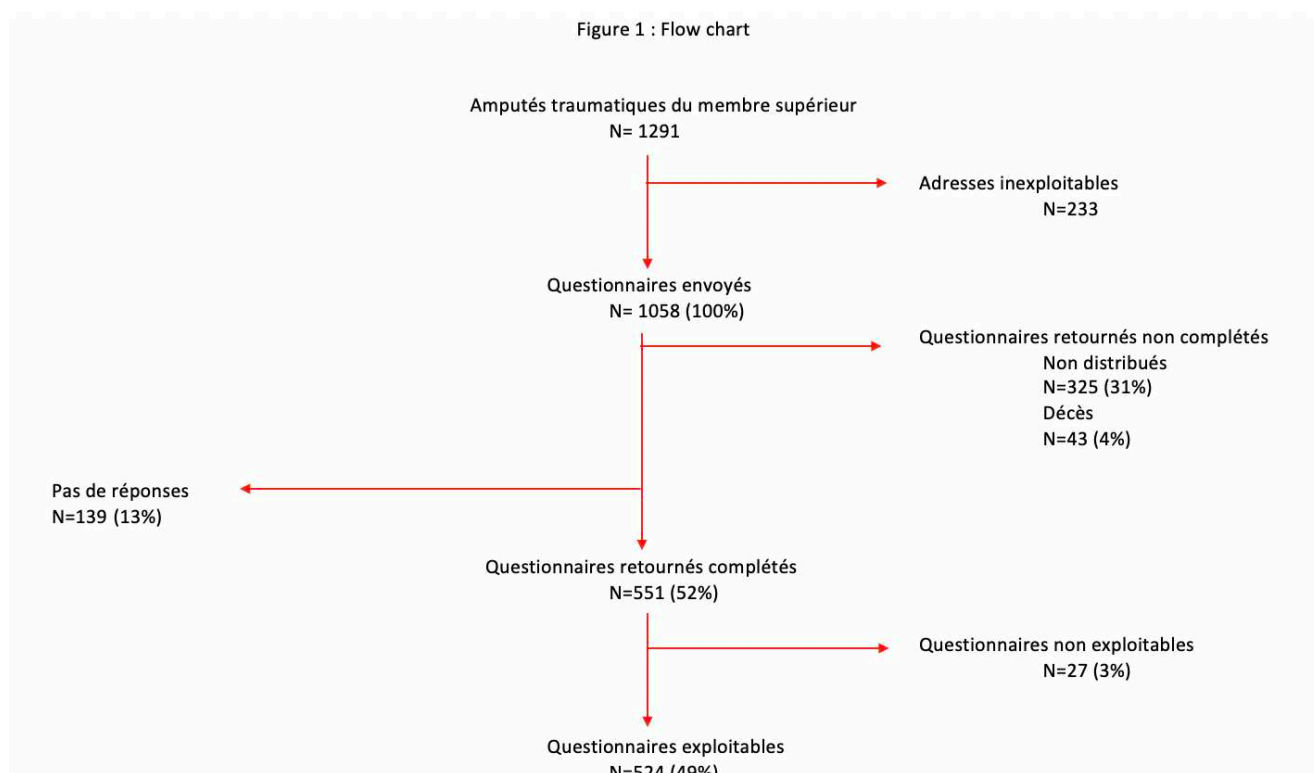 Figure 1 : Flow chart
Amputés traumatiques du membre supérieur
N= 1291
Adresses inexploitables
N=233
Questionnaires envoyés
N= 1058 (100%)
Questionnaires retournés non complétés
Non distribués
N=325 (31%)
Décès
N=43 (4%)
Pas de réponses
N=139 (13%)
Questionnaires retournés complétés
N=551 (52%)
Questionnaires non exploitables
N=27 (3%)
Questionnaires exploitables
N=524 (49%)